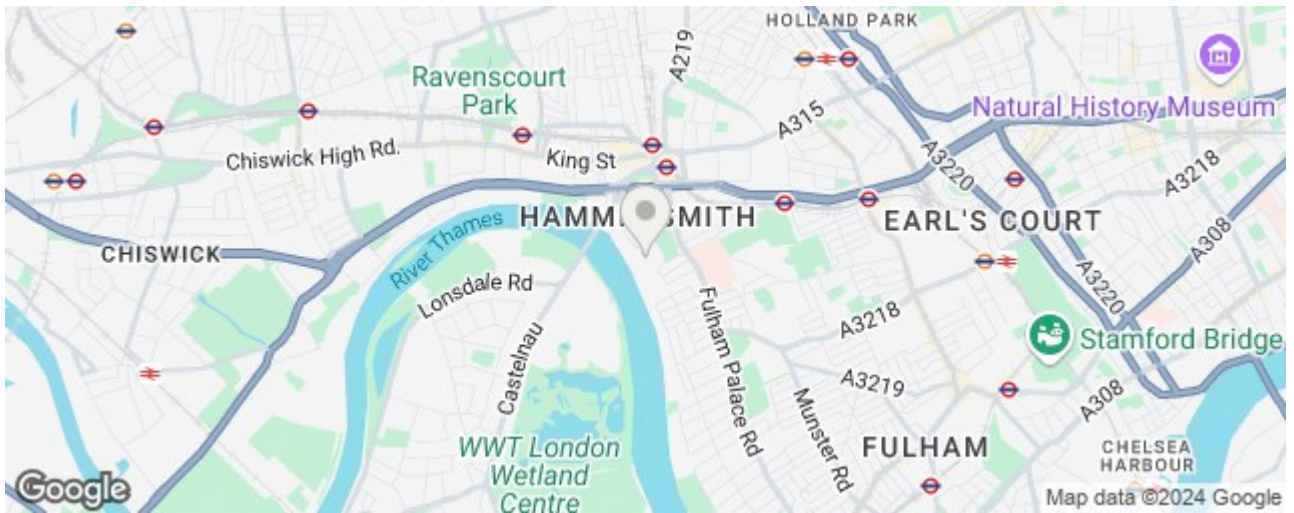 HOLLAND PARK
A219
Ravenscourt
Park
Natural History Museum
A315
King St
Chiswick High Rd.
A3220
A3218
HAMME SMITH
EARL'S COURT
River Thames
CHISWICK
A308
Lonsdale Rd
A3220
Fulham Palace Rd
A3218
Stamford Bridge
Castelnau
A3219
A308
Munster Rd
WWT London
Wetland
Centre
FULHAM
CHELSEA
HARBOUR
Google
Map data ©2024 Google